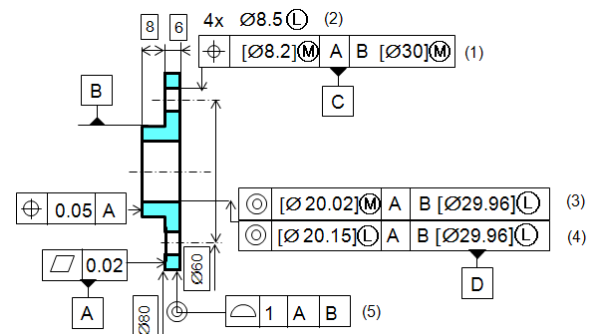 8 6 4x Ø8.5Ⓛ (2)
⌖ [Ø8.2]Ⓜ A B [Ø30]Ⓜ (1)
B
C
◎ [Ø 20.02]Ⓜ A B [Ø29.96]Ⓛ (3)
⌖ 0.05 A
◎ [Ø 20.15]Ⓛ A B [Ø29.96]Ⓛ (4)
⏥ 0.02
Ø60
D
A
Ø80
⌓ 1 A B (5)